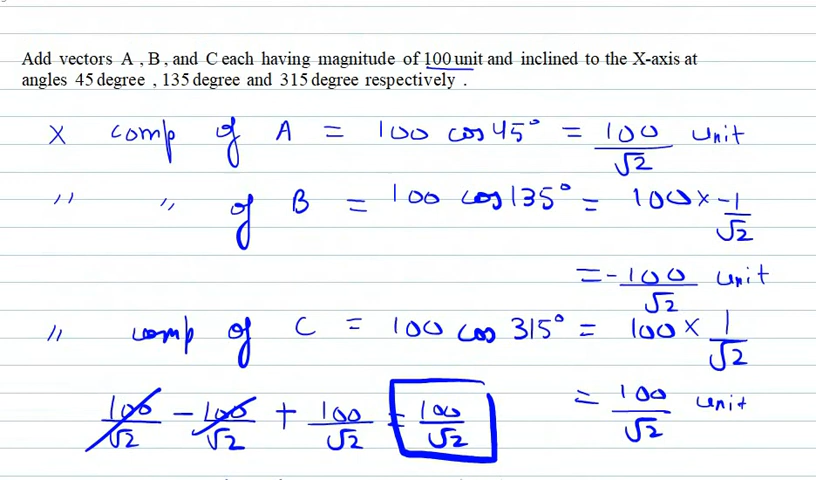 Add vectors A , B , and C each having magnitude of 100 unit and inclined to the X-axis at
angles 45 degree , 135 degree and 315 degree respectively .
X comp of A = 100 cos 45° = 100/√2 unit
" " of B = 100 cos 135° = 100 × -1/√2
= -100/√2 unit
" comp of C = 100 cos 315° = 100 × 1/√2
= 100/√2 unit
100/√2 - 100/√2 + 100/√2 = 100/√2